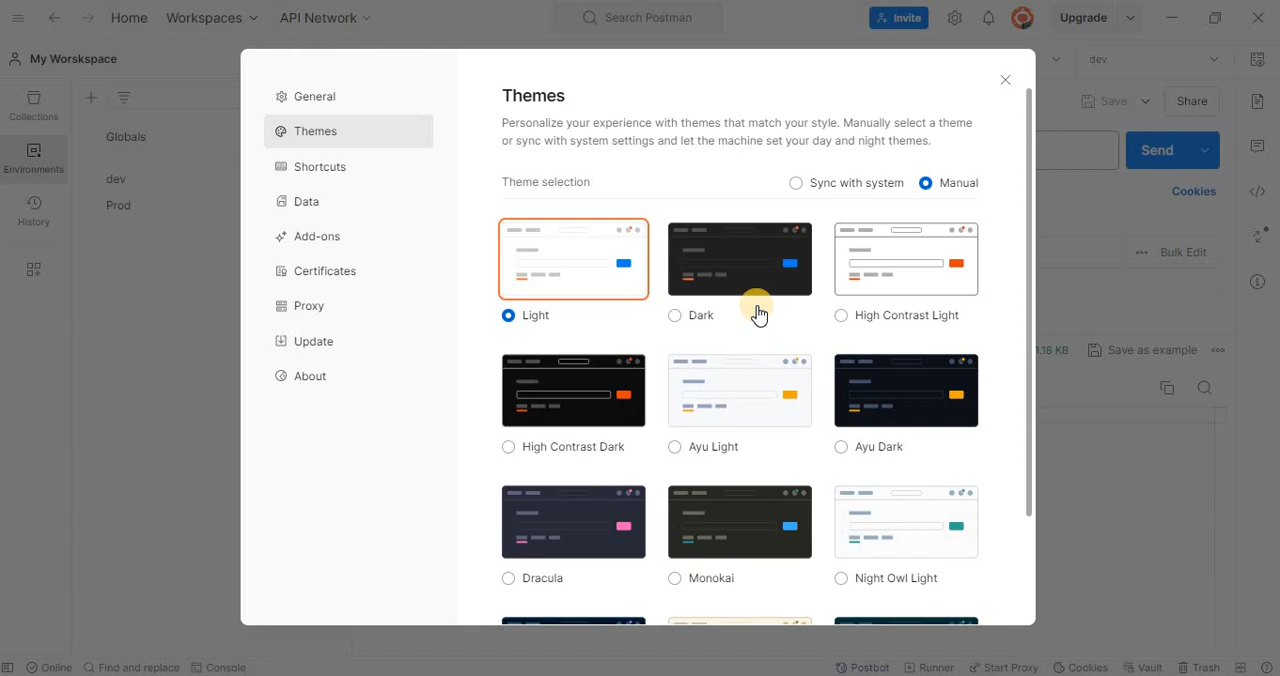 Home Workspaces API Network Search Postman Invite Upgrade
My Worskspace dev
Collections
Environments
History
Globals
dev
Prod
Save Share
Send
Cookies
Bulk Edit
1.18 KB Save as example
General
Themes
Shortcuts
Data
Add-ons
Certificates
Proxy
Update
About
Themes
Personalize your experience with themes that match your style. Manually select a theme
or sync with system settings and let the machine set your day and night themes.
Theme selection Sync with system Manual
Light Dark High Contrast Light
High Contrast Dark Ayu Light Ayu Dark
Dracula Monokai Night Owl Light
Online Find and replace Console Postbot Runner Start Proxy Cookies Vault Trash